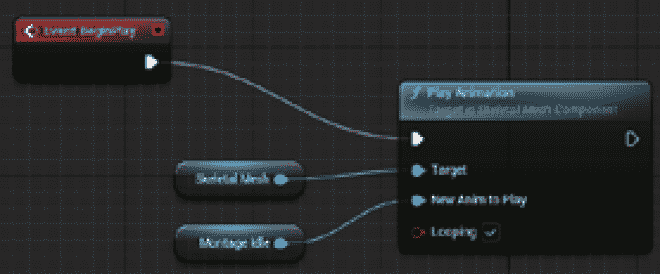 Event BeginPlay
Play Animation
Target is Skeletal Mesh Component
Target
Skeletal Mesh
New Anim to Play
Montage Idle
Looping